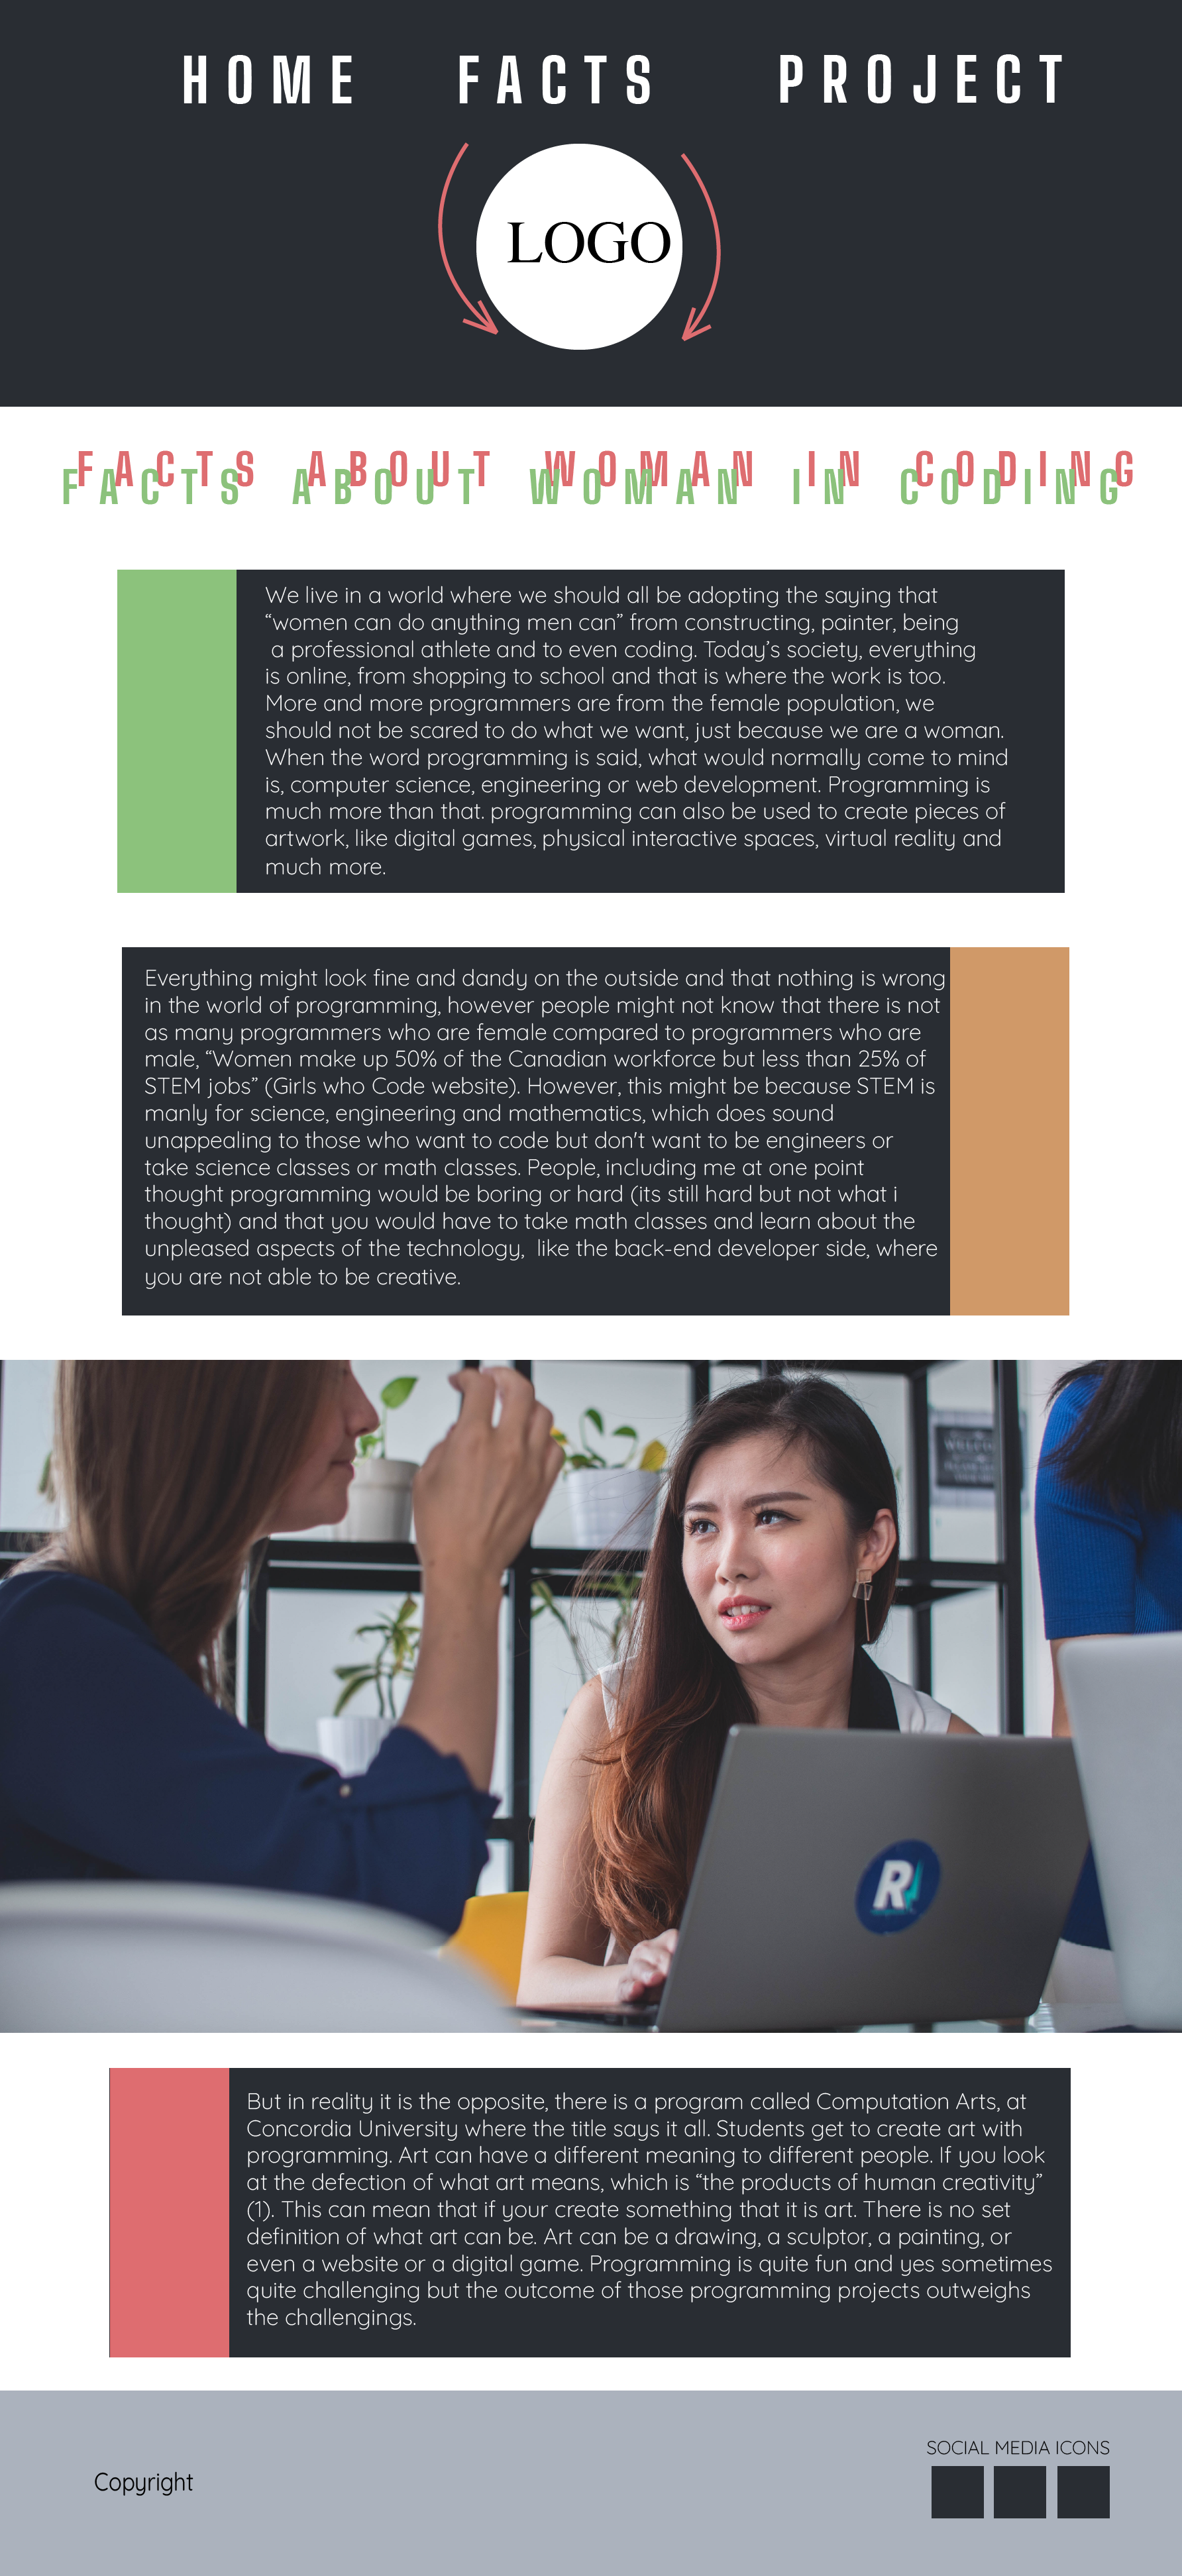 HOME FACTS PROJECT
LOGO
FACTS ABOUT WOMAN IN CODING
FACTS ABOUT WOMAN IN CODING
We live in a world where we should all be adopting the saying that
“women can do anything men can” from constructing, painter, being
a professional athlete and to even coding. Today’s society, everything
is online, from shopping to school and that is where the work is too.
More and more programmers are from the female population, we
should not be scared to do what we want, just because we are a woman.
When the word programming is said, what would normally come to mind
is, computer science, engineering or web development. Programming is
much more than that. programming can also be used to create pieces of
artwork, like digital games, physical interactive spaces, virtual reality and
much more.
Everything might look fine and dandy on the outside and that nothing is wrong
in the world of programming, however people might not know that there is not
as many programmers who are female compared to programmers who are
male, “Women make up 50% of the Canadian workforce but less than 25% of
STEM jobs” (Girls who Code website). However, this might be because STEM is
manly for science, engineering and mathematics, which does sound
unappealing to those who want to code but don't want to be engineers or
take science classes or math classes. People, including me at one point
thought programming would be boring or hard (its still hard but not what i
thought) and that you would have to take math classes and learn about the
unpleased aspects of the technology, like the back-end developer side, where
you are not able to be creative.
WELCOME
R
But in reality it is the opposite, there is a program called Computation Arts, at
Concordia University where the title says it all. Students get to create art with
programming. Art can have a different meaning to different people. If you look
at the defection of what art means, which is “the products of human creativity”
(1). This can mean that if your create something that it is art. There is no set
definition of what art can be. Art can be a drawing, a sculptor, a painting, or
even a website or a digital game. Programming is quite fun and yes sometimes
quite challenging but the outcome of those programming projects outweighs
the challengings.
SOCIAL MEDIA ICONS
Copyright